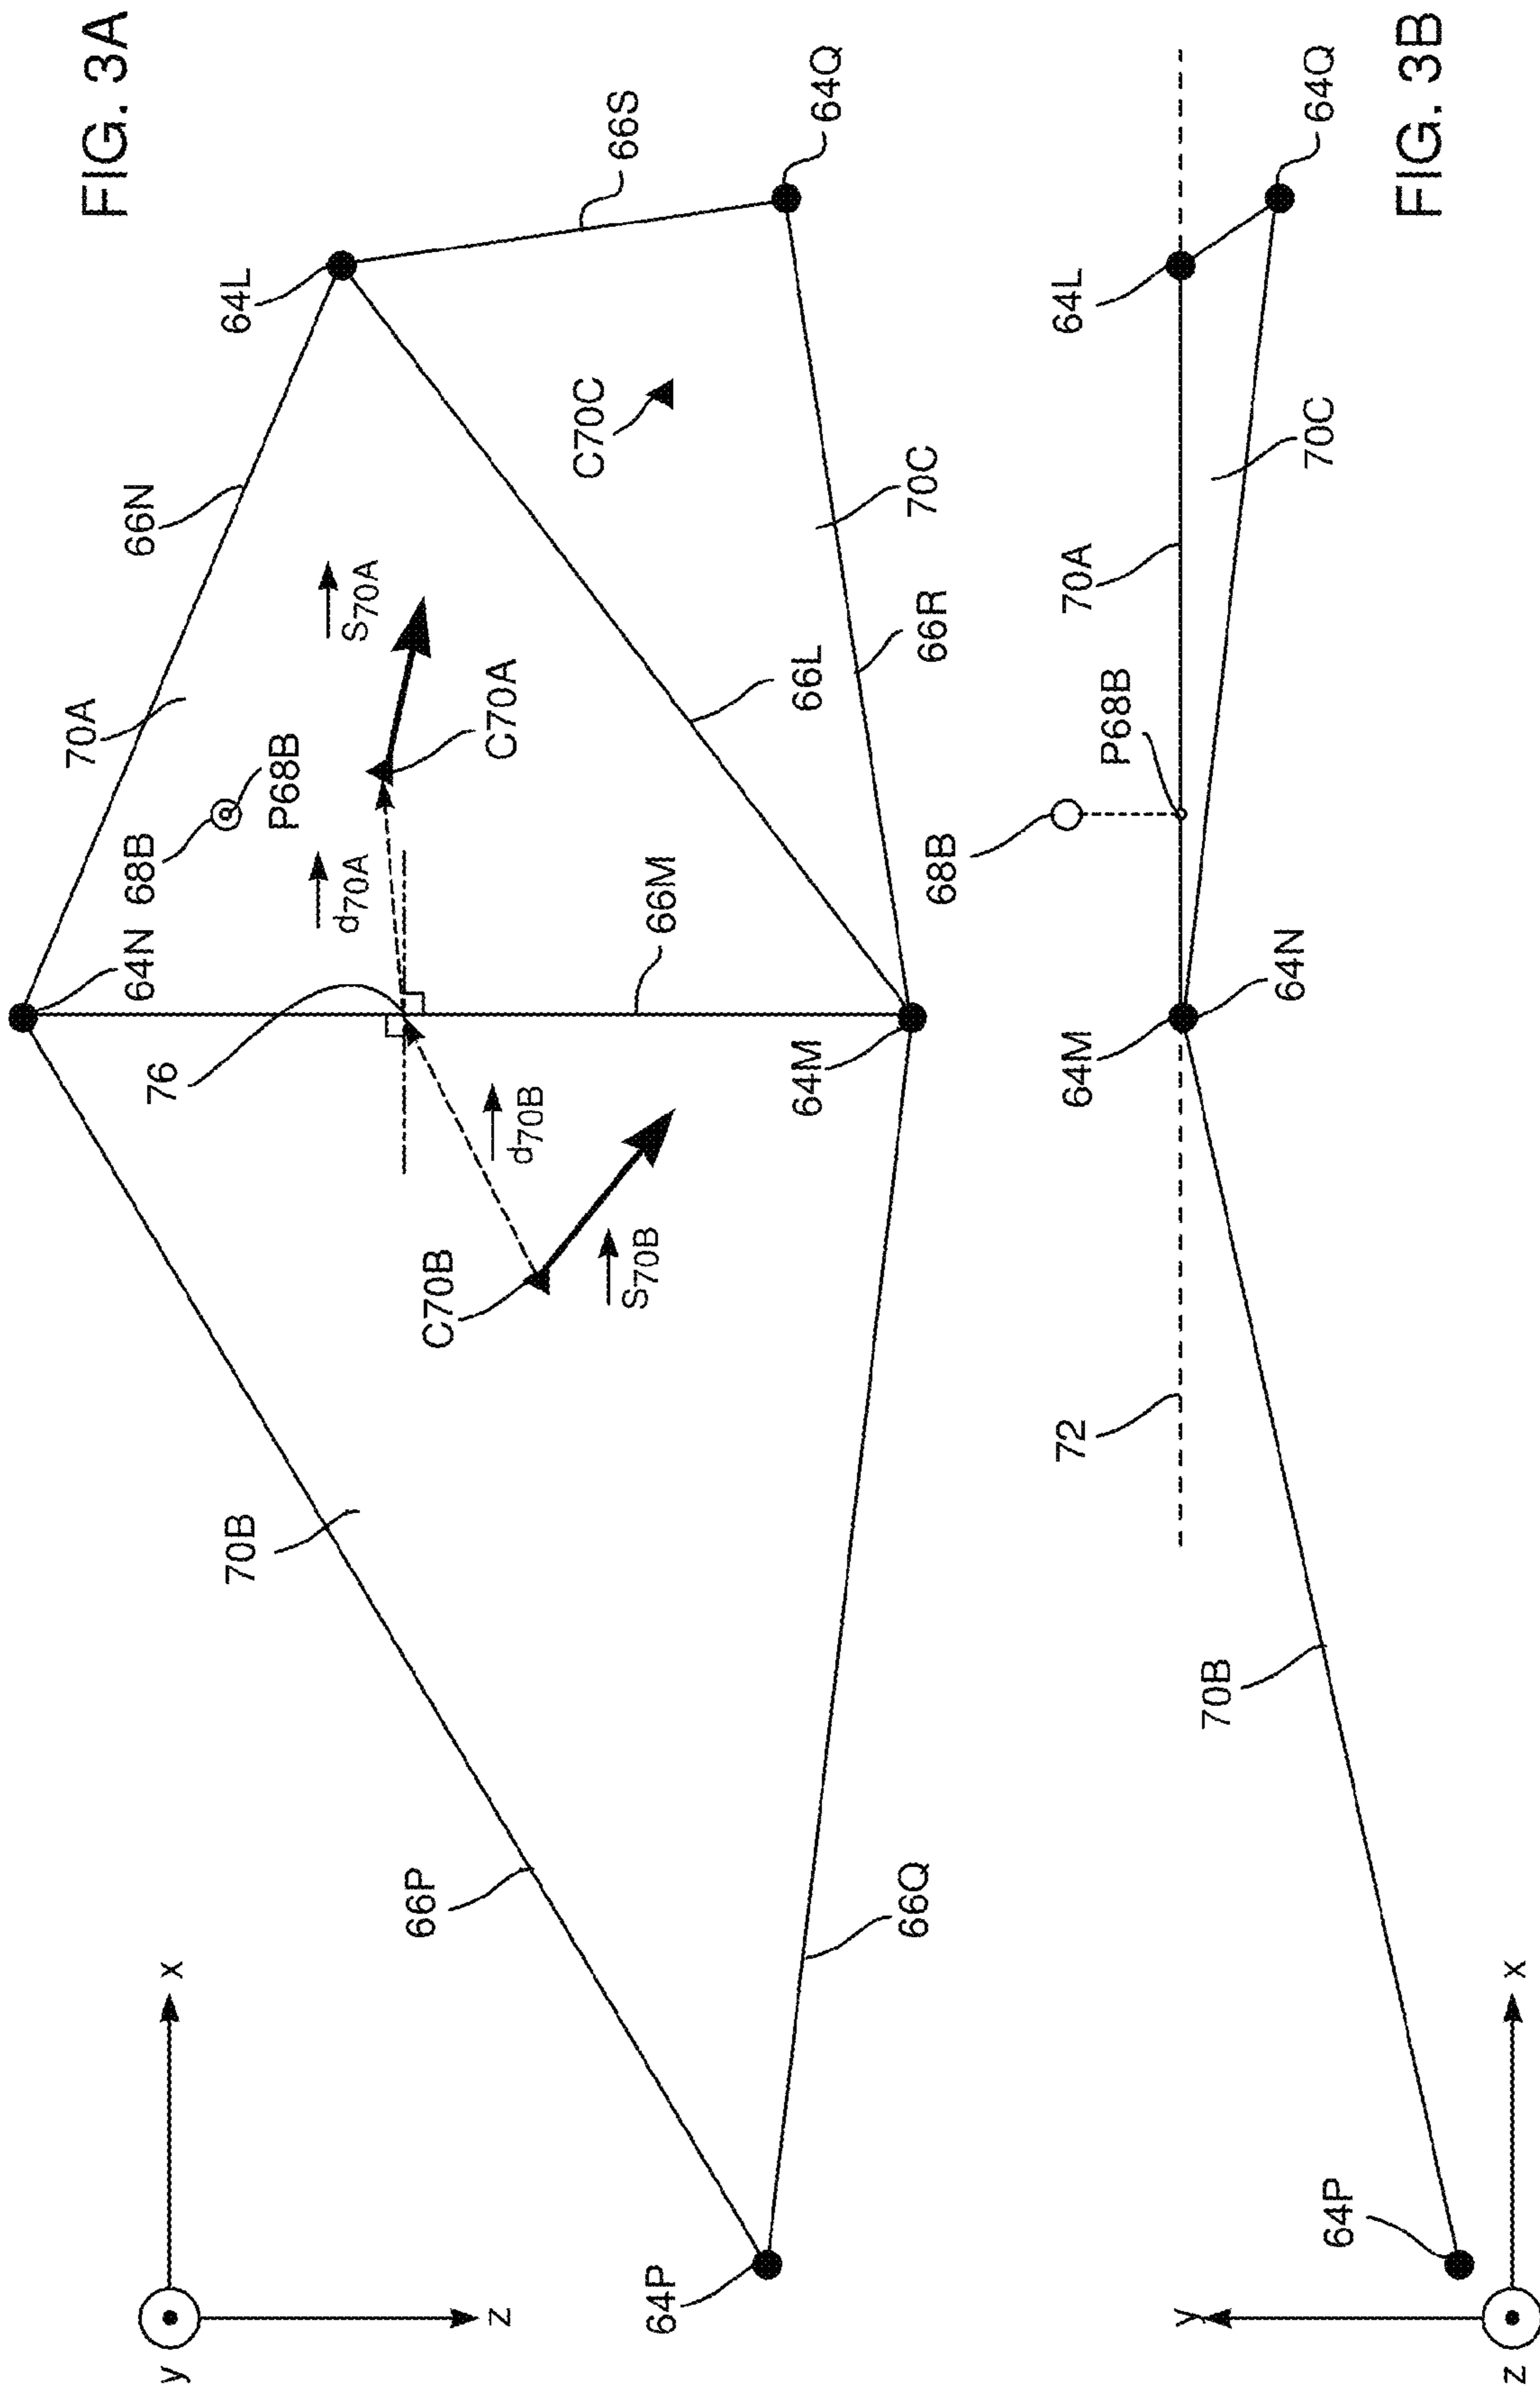 FIG. 3A
y
x
z
64N
68B
P68B
70A
66N
64L
66S
64Q
76
d70A
S70A
C70A
C70C
66M
66L
66R
70C
64M
70B
66P
C70B
d70B
S70B
66Q
64P
FIG. 3B
y
x
z
64P
70B
72
64M
64N
68B
P68B
70A
64L
70C
64Q